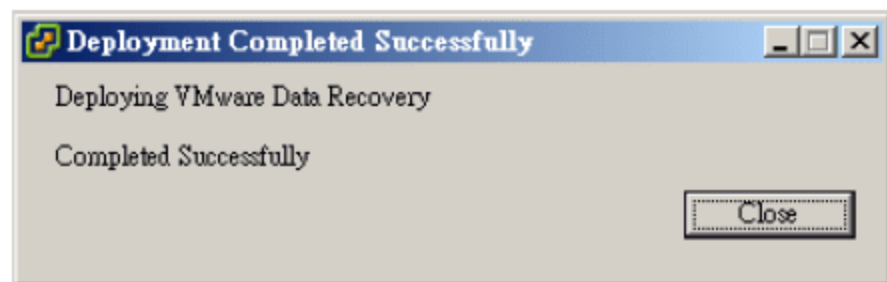 Deployment Completed Successfully
Deploying VMware Data Recovery
Completed Successfully
Close